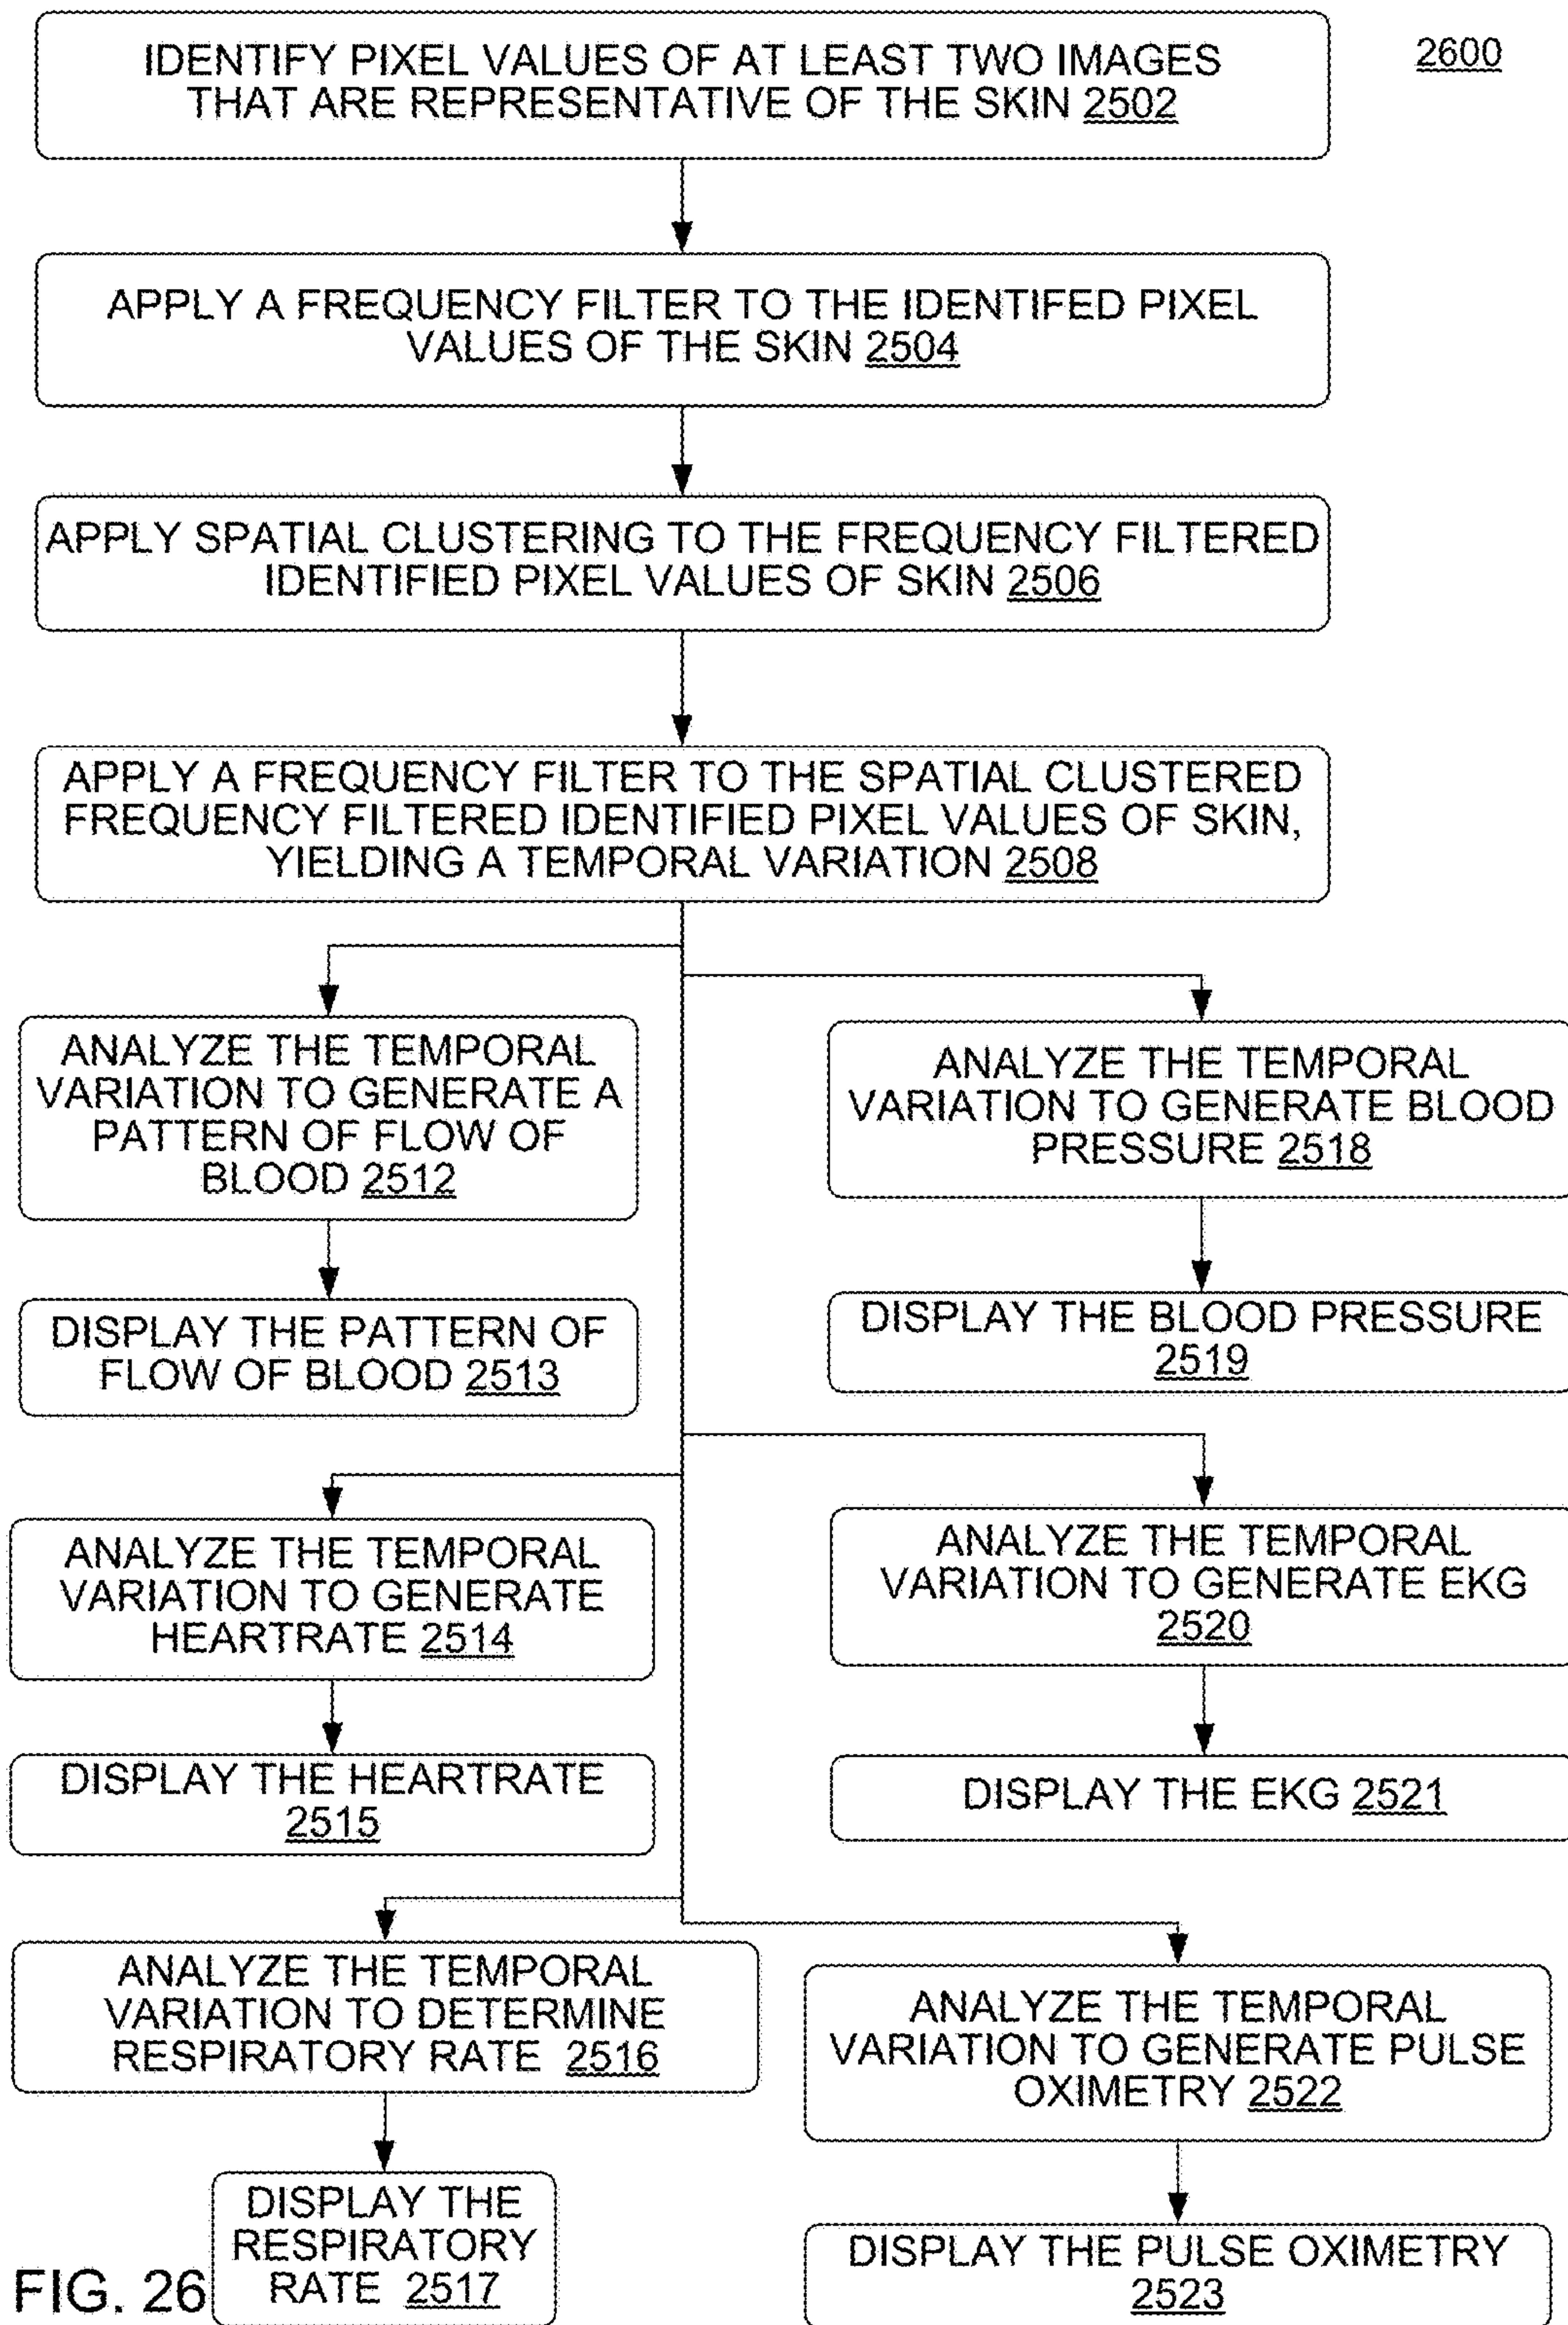 2600
IDENTIFY PIXEL VALUES OF AT LEAST TWO IMAGES
THAT ARE REPRESENTATIVE OF THE SKIN 2502
APPLY A FREQUENCY FILTER TO THE IDENTIFED PIXEL
VALUES OF THE SKIN 2504
APPLY SPATIAL CLUSTERING TO THE FREQUENCY FILTERED
IDENTIFIED PIXEL VALUES OF SKIN 2506
APPLY A FREQUENCY FILTER TO THE SPATIAL CLUSTERED
FREQUENCY FILTERED IDENTIFIED PIXEL VALUES OF SKIN,
YIELDING A TEMPORAL VARIATION 2508
ANALYZE THE TEMPORAL
VARIATION TO GENERATE A
PATTERN OF FLOW OF
BLOOD 2512
DISPLAY THE PATTERN OF
FLOW OF BLOOD 2513
ANALYZE THE TEMPORAL
VARIATION TO GENERATE BLOOD
PRESSURE 2518
DISPLAY THE BLOOD PRESSURE
2519
ANALYZE THE TEMPORAL
VARIATION TO GENERATE
HEARTRATE 2514
DISPLAY THE HEARTRATE
2515
ANALYZE THE TEMPORAL
VARIATION TO GENERATE EKG
2520
DISPLAY THE EKG 2521
ANALYZE THE TEMPORAL
VARIATION TO DETERMINE
RESPIRATORY RATE 2516
DISPLAY THE
RESPIRATORY
RATE 2517
ANALYZE THE TEMPORAL
VARIATION TO GENERATE PULSE
OXIMETRY 2522
DISPLAY THE PULSE OXIMETRY
2523
FIG. 26